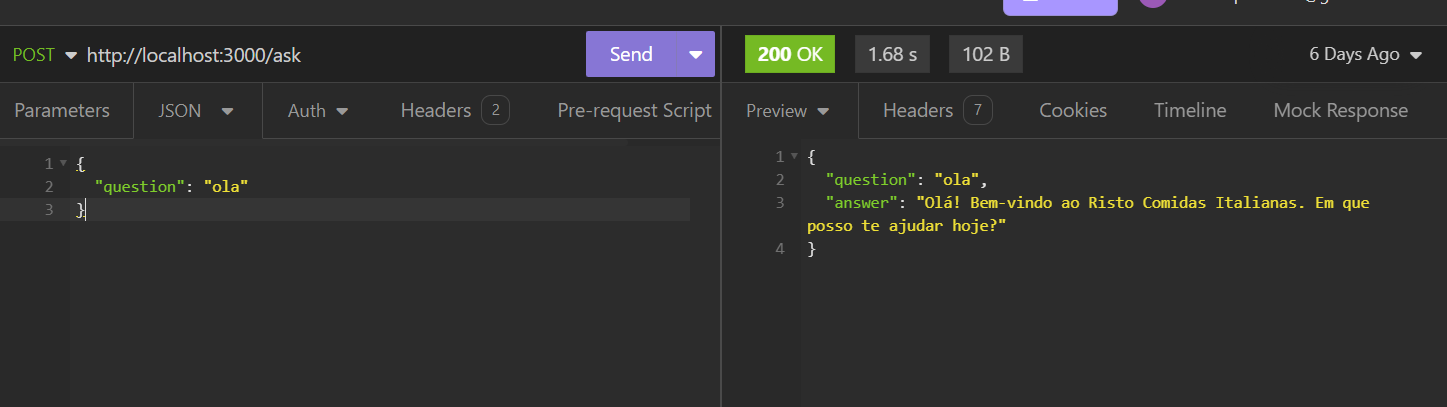 POST http://localhost:3000/ask Send 200 OK 1.68 s 102 B 6 Days Ago
Parameters JSON Auth Headers 2 Pre-request Script Preview Headers 7 Cookies Timeline Mock Response
1 {
2 "question": "ola"
3 }
1 {
2 "question": "ola",
3 "answer": "Olá! Bem-vindo ao Risto Comidas Italianas. Em que
posso te ajudar hoje?"
4 }